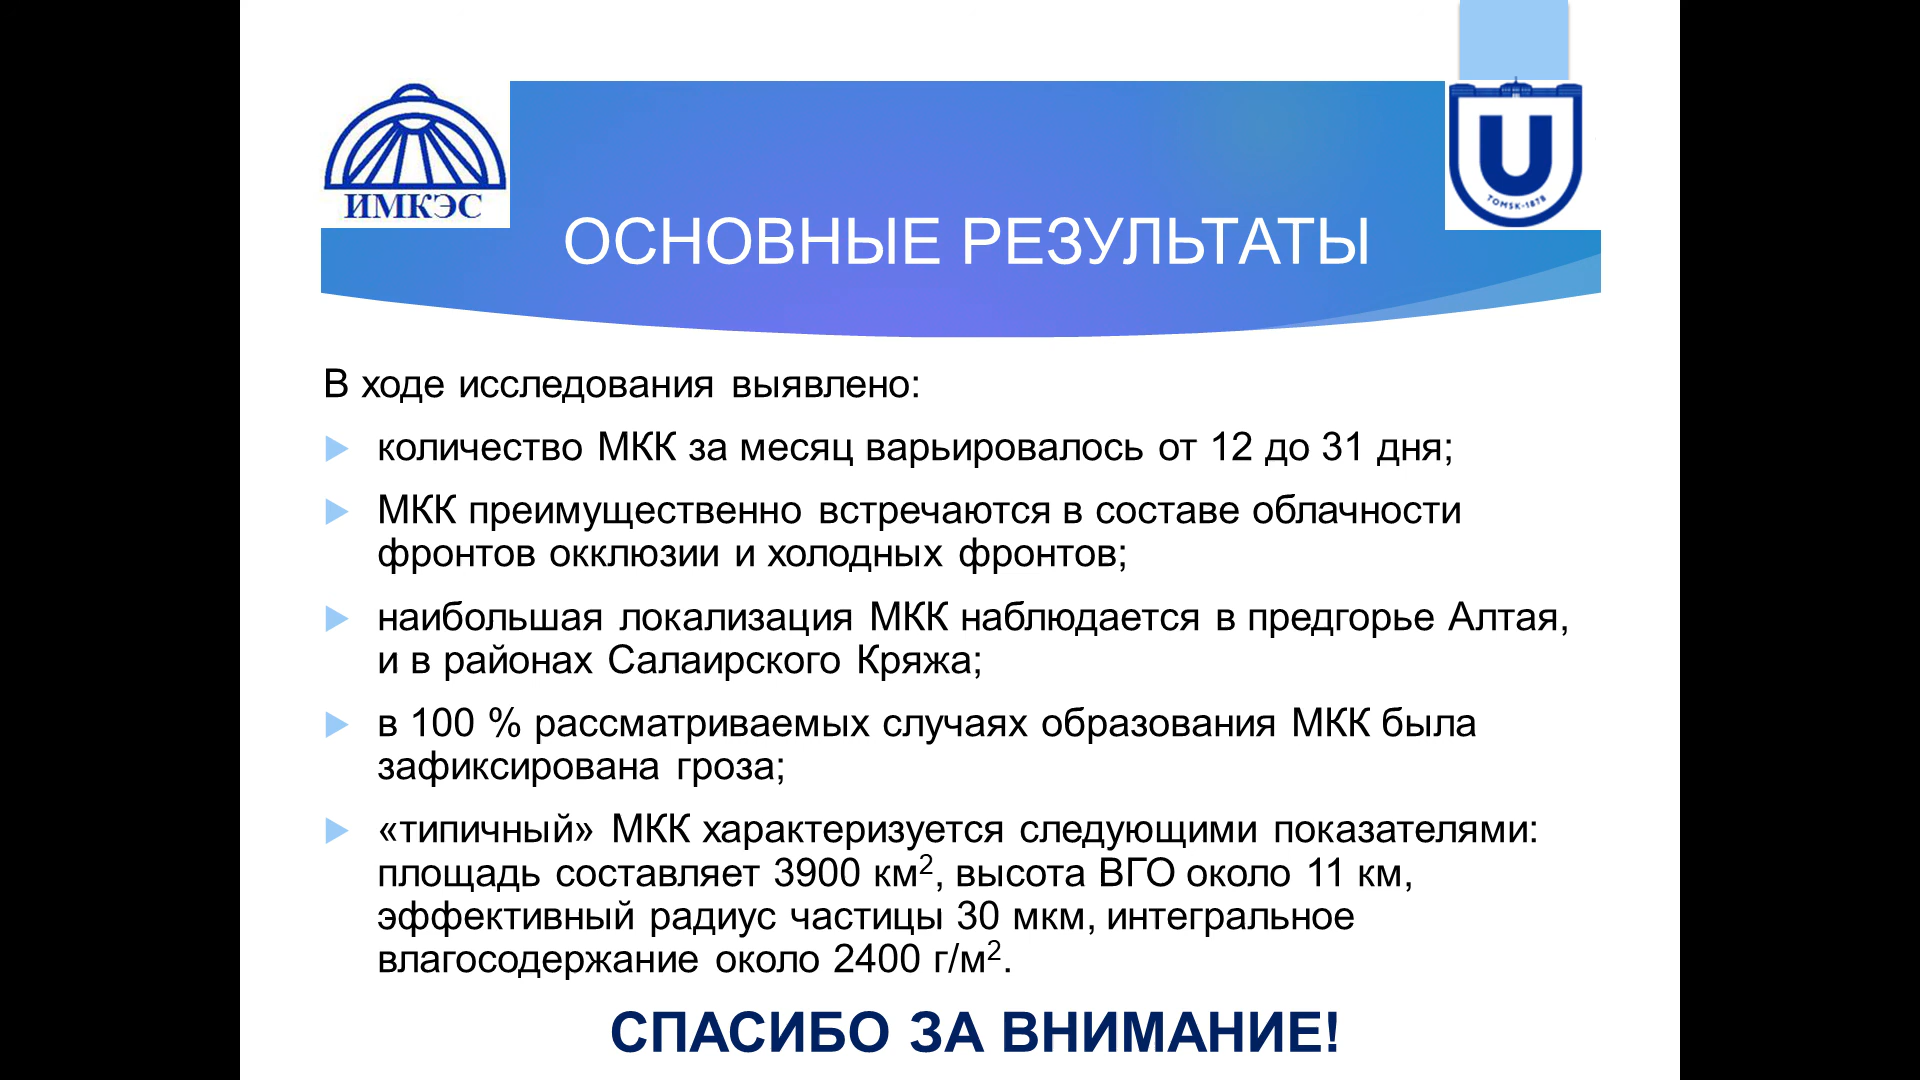 ИМКЭС
TOMSK-1878
ОСНОВНЫЕ РЕЗУЛЬТАТЫ
В ходе исследования выявлено:
количество МКК за месяц варьировалось от 12 до 31 дня;
МКК преимущественно встречаются в составе облачности
фронтов окклюзии и холодных фронтов;
наибольшая локализация МКК наблюдается в предгорье Алтая,
и в районах Салаирского Кряжа;
в 100 % рассматриваемых случаях образования МКК была
зафиксирована гроза;
«типичный» МКК характеризуется следующими показателями:
площадь составляет 3900 км², высота ВГО около 11 км,
эффективный радиус частицы 30 мкм, интегральное
влагосодержание около 2400 г/м².
СПАСИБО ЗА ВНИМАНИЕ!